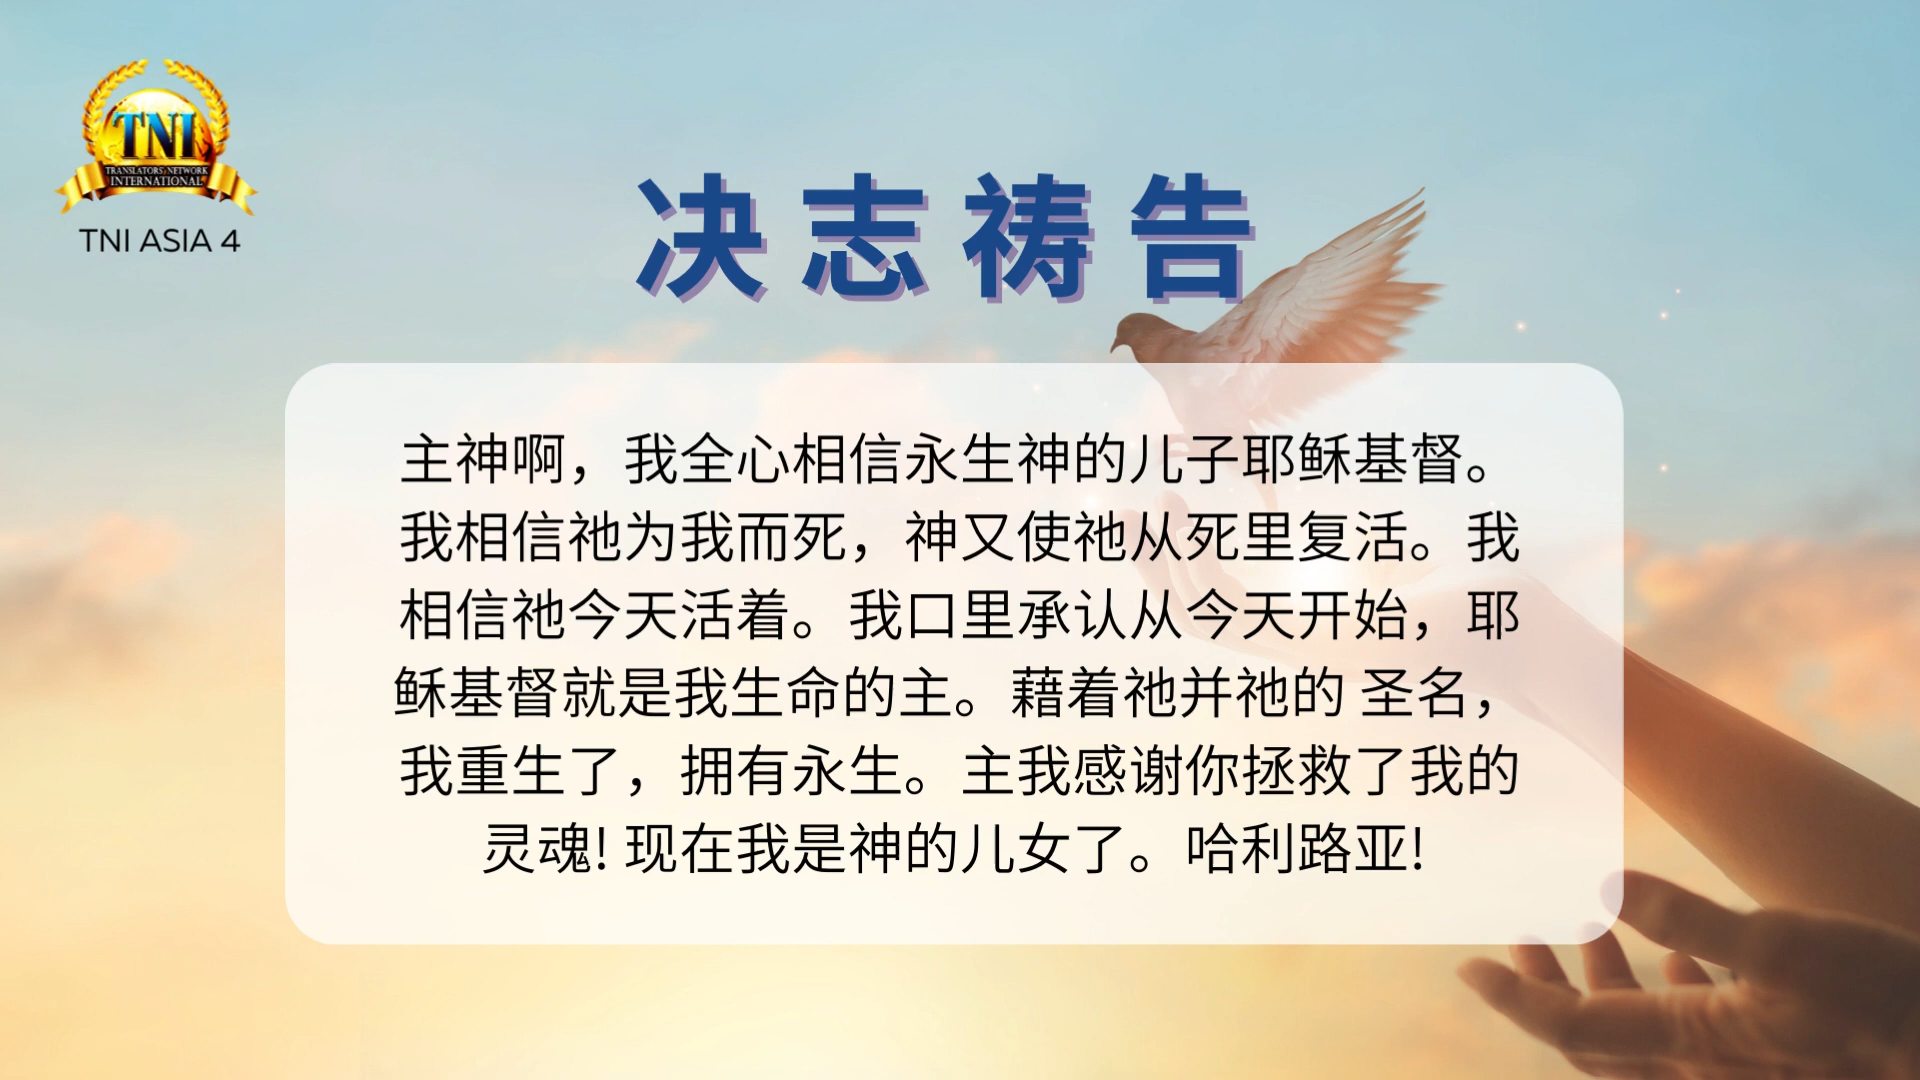 TNI
TRANSLATORS NETWORK
INTERNATIONAL
TNI ASIA 4
决志祷告
主神啊，我全心相信永生神的儿子耶稣基督。
我相信祂为我而死，神又使祂从死里复活。我
相信祂今天活着。我口里承认从今天开始，耶
稣基督就是我生命的主。藉着祂并祂的 圣名，
我重生了，拥有永生。主我感谢你拯救了我的
灵魂! 现在我是神的儿女了。哈利路亚!